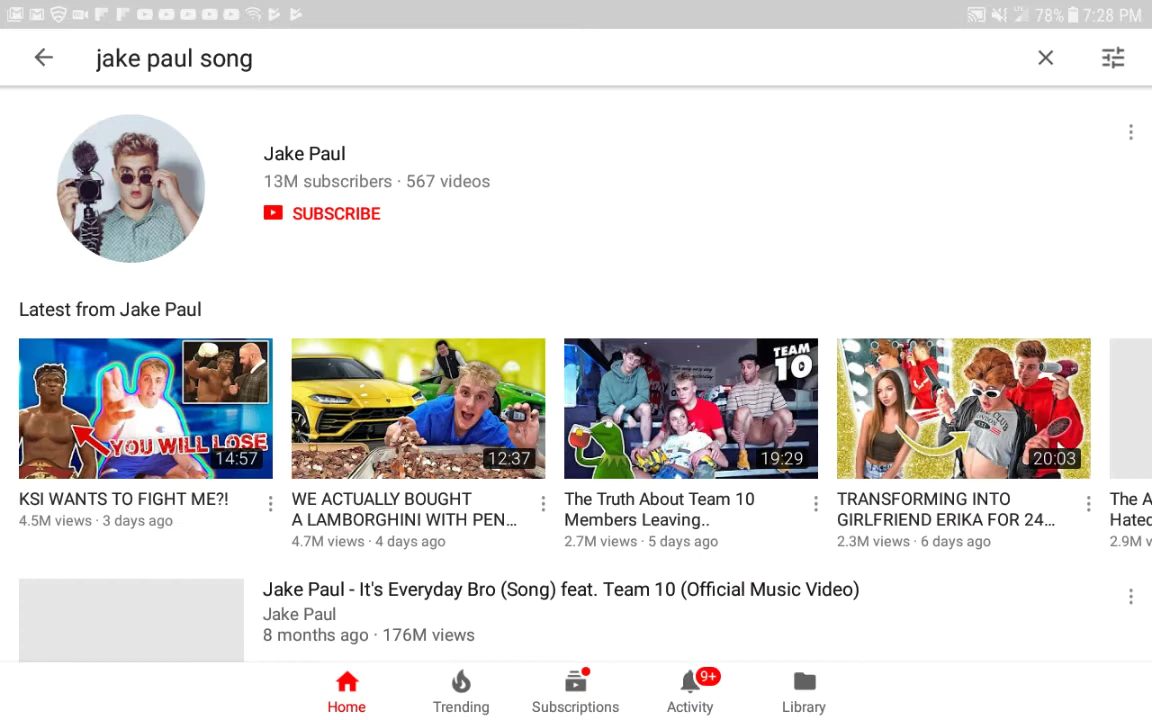 78% 7:28 PM
jake paul song
Jake Paul
13M subscribers · 567 videos
SUBSCRIBE
Latest from Jake Paul
YOU WILL LOSE
14:57
12:37
TEAM
10
19:29
20:03
KSI WANTS TO FIGHT ME?!
4.5M views · 3 days ago
WE ACTUALLY BOUGHT
A LAMBORGHINI WITH PEN...
4.7M views · 4 days ago
The Truth About Team 10
Members Leaving..
2.7M views · 5 days ago
TRANSFORMING INTO
GIRLFRIEND ERIKA FOR 24...
2.3M views · 6 days ago
The A
Hated
2.9M v
Jake Paul - It's Everyday Bro (Song) feat. Team 10 (Official Music Video)
Jake Paul
8 months ago · 176M views
9+
Home Trending Subscriptions Activity Library